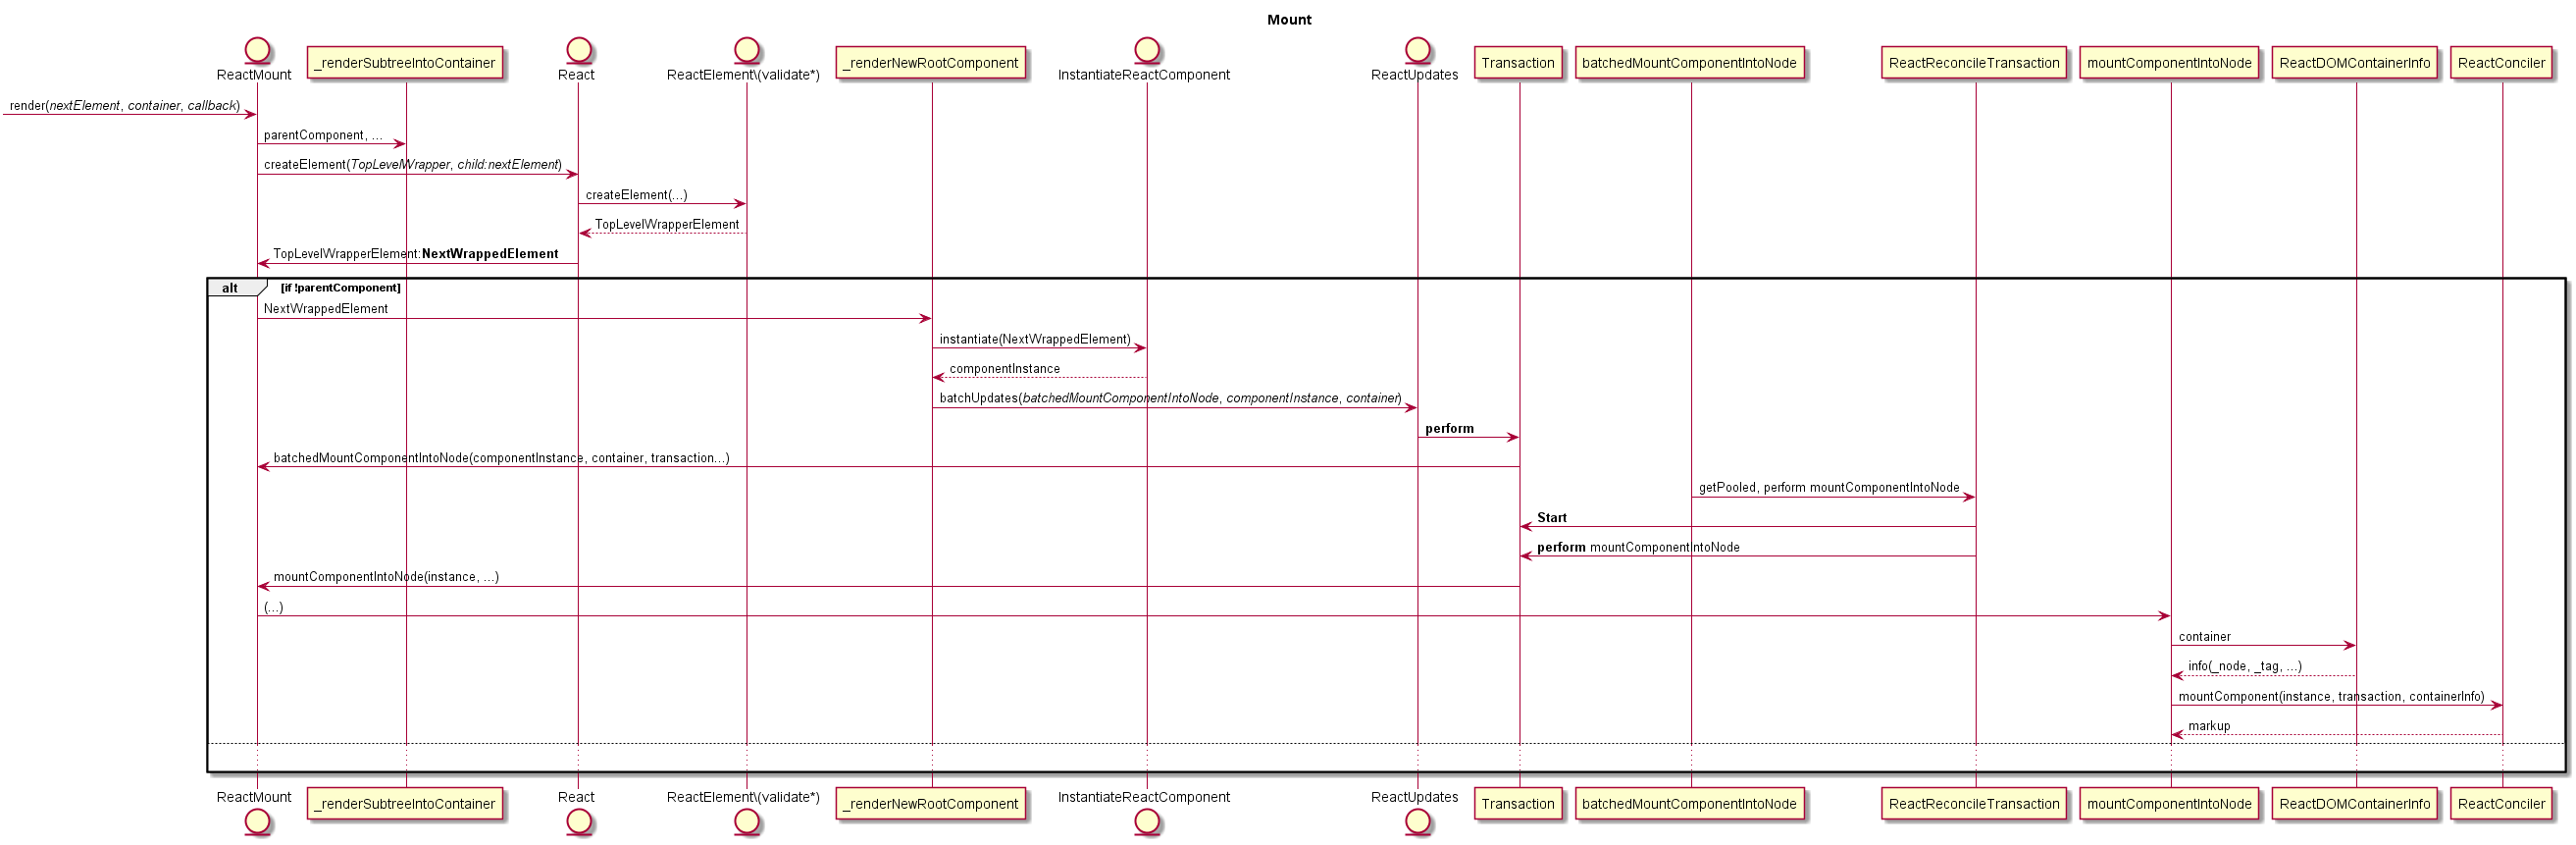 Mount
ReactMount
_renderSubtreeIntoContainer
React
ReactElement\(validate*)
_renderNewRootComponent
InstantiateReactComponent
ReactUpdates
Transaction
batchedMountComponentIntoNode
ReactReconcileTransaction
mountComponentIntoNode
ReactDOMContainerInfo
ReactConciler
render(nextElement, container, callback)
parentComponent, ...
createElement(TopLevelWrapper, child:nextElement)
createElement(...)
TopLevelWrapperElement
TopLevelWrapperElement:NextWrappedElement
alt [if !parentComponent]
NextWrappedElement
instantiate(NextWrappedElement)
componentInstance
batchUpdates(batchedMountComponentIntoNode, componentInstance, container)
perform
batchedMountComponentIntoNode(componentInstance, container, transaction...)
getPooled, perform mountComponentIntoNode
Start
perform mountComponentIntoNode
mountComponentIntoNode(instance, ...)
(...)
container
info(_node, _tag, ...)
mountComponent(instance, transaction, containerInfo)
markup
ReactMount
_renderSubtreeIntoContainer
React
ReactElement\(validate*)
_renderNewRootComponent
InstantiateReactComponent
ReactUpdates
Transaction
batchedMountComponentIntoNode
ReactReconcileTransaction
mountComponentIntoNode
ReactDOMContainerInfo
ReactConciler